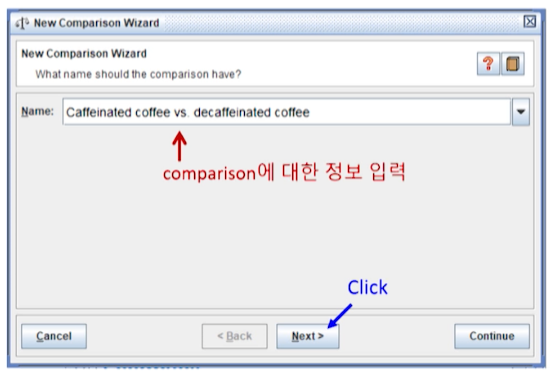 New Comparison Wizard
New Comparison Wizard
What name should the comparison have?
Name: Caffeinated coffee vs. decaffeinated coffee
comparison에 대한 정보 입력
Click
Cancel < Back Next > Continue